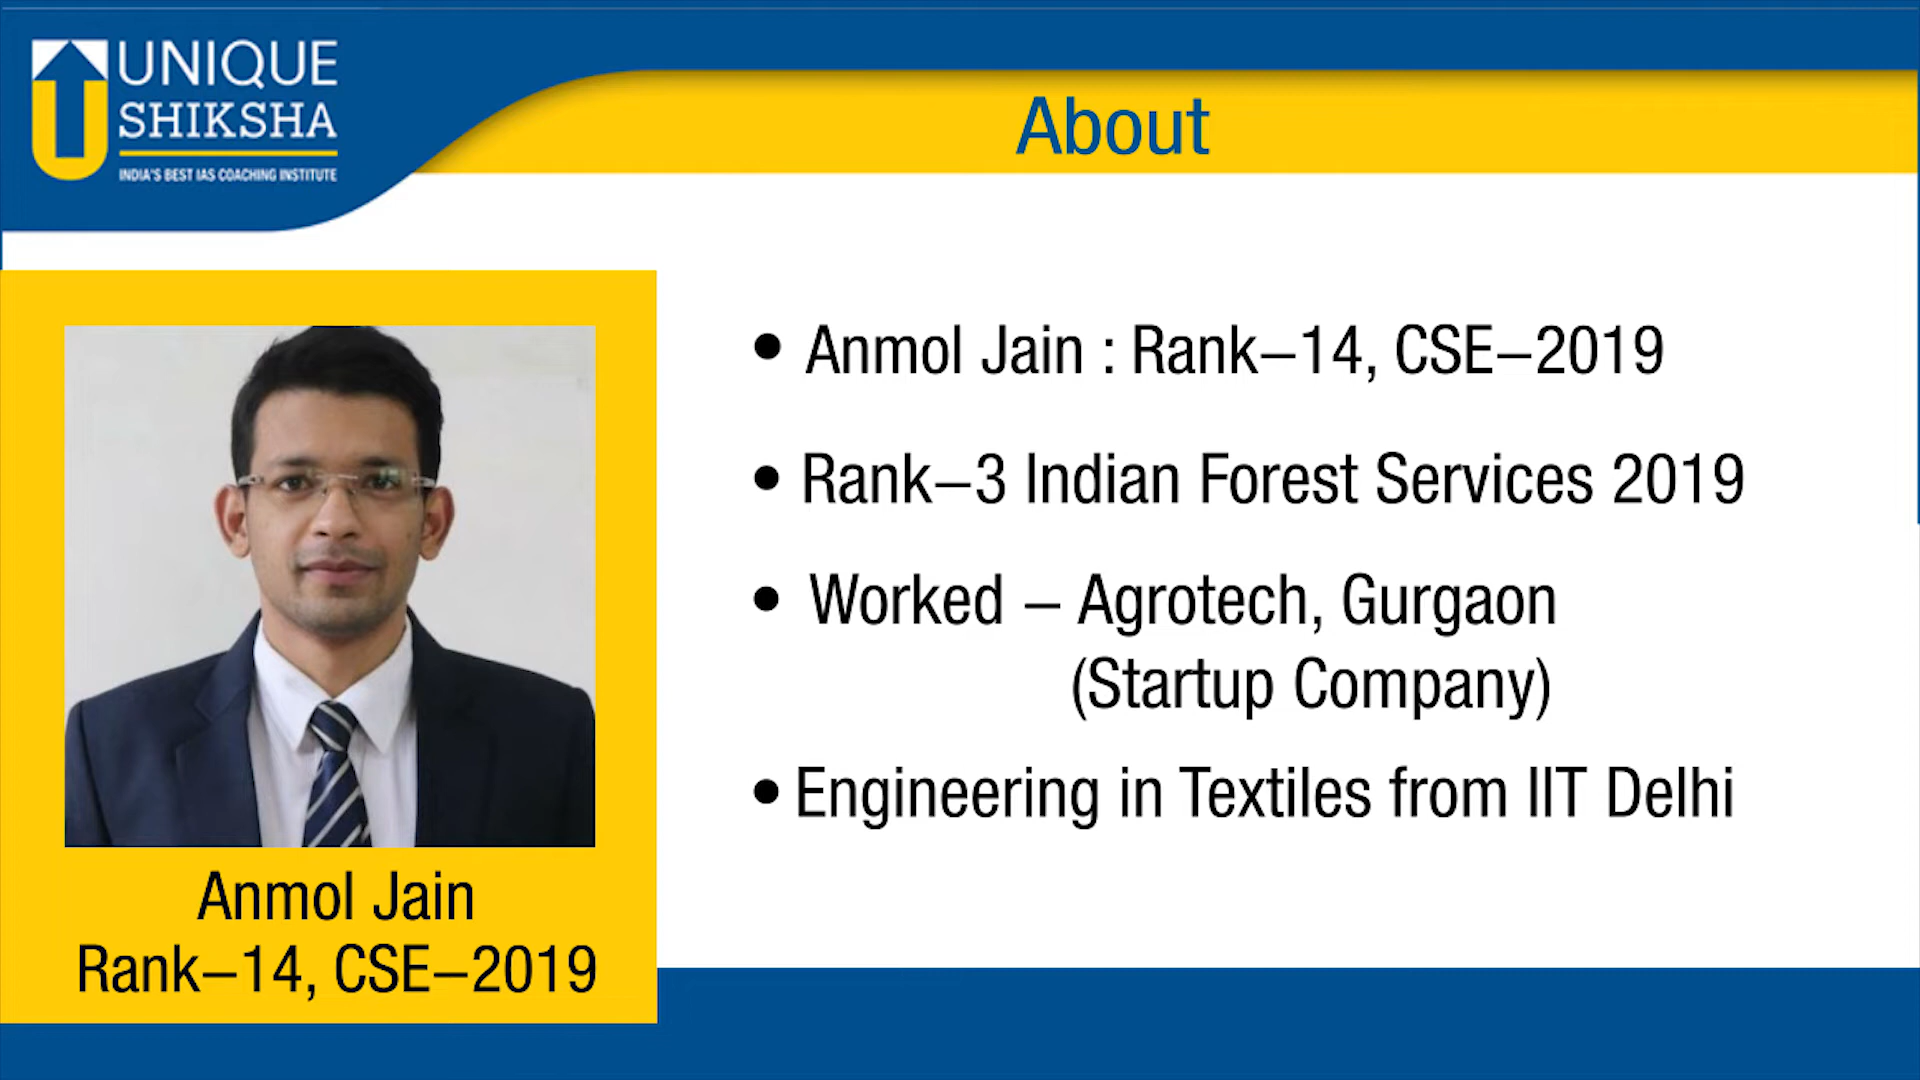 UNIQUE
SHIKSHA
INDIA'S BEST IAS COACHING INSTITUTE
About
• Anmol Jain : Rank–14, CSE–2019
• Rank–3 Indian Forest Services 2019
• Worked – Agrotech, Gurgaon
(Startup Company)
• Engineering in Textiles from IIT Delhi
Anmol Jain
Rank–14, CSE–2019